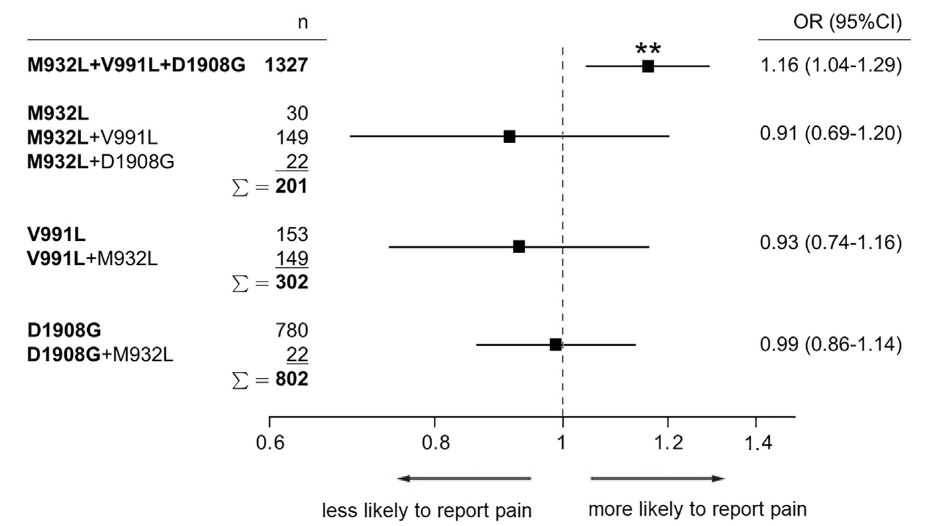 n OR (95%CI)
M932L+V991L+D1908G 1327 ** 1.16 (1.04-1.29)
M932L 30
M932L+V991L 149 0.91 (0.69-1.20)
M932L+D1908G 22
∑ = 201
V991L 153 0.93 (0.74-1.16)
V991L+M932L 149
∑ = 302
D1908G 780
D1908G+M932L 22 0.99 (0.86-1.14)
∑ = 802
0.6 0.8 1 1.2 1.4
less likely to report pain more likely to report pain